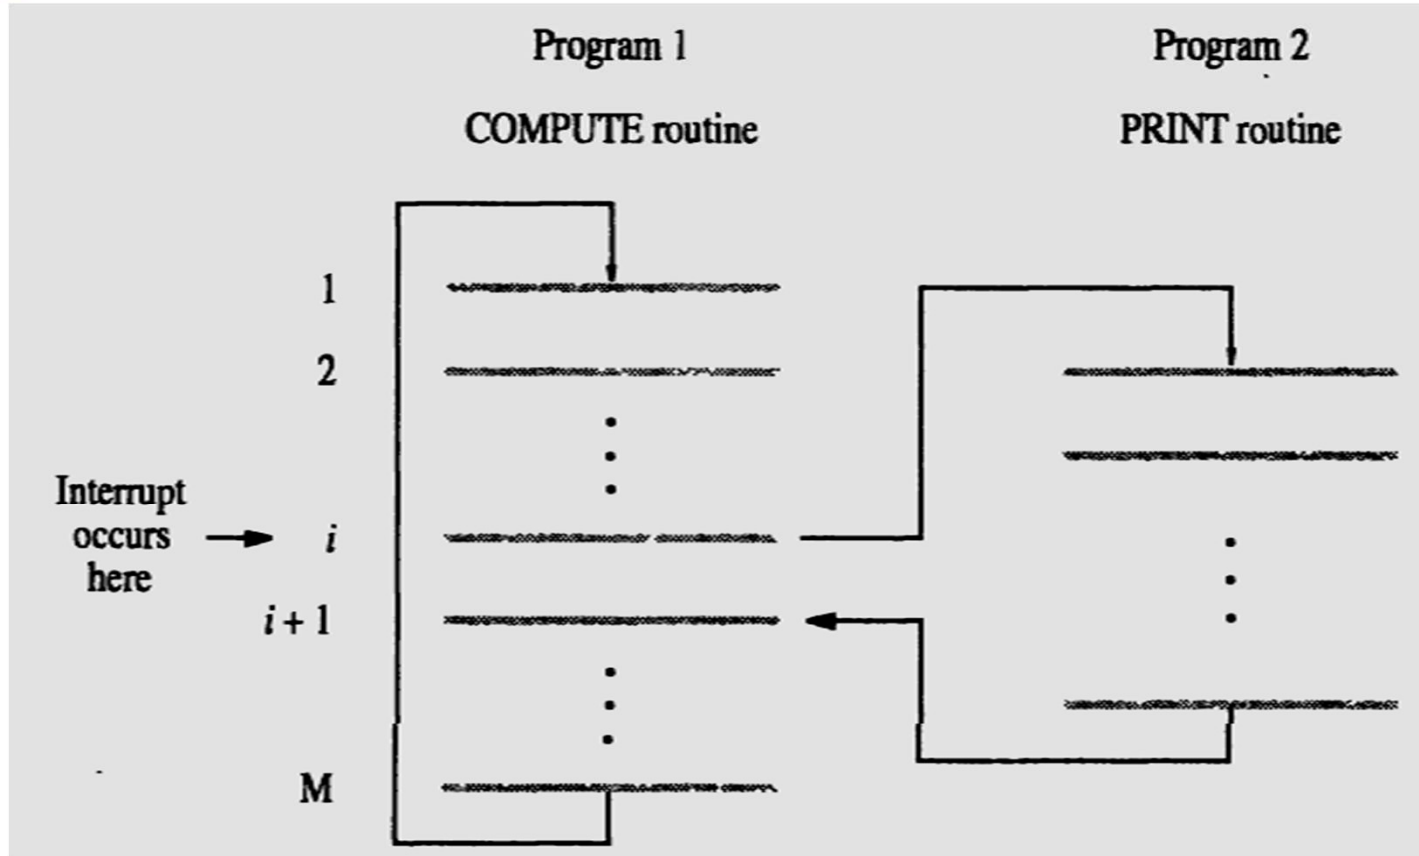 Program 1
Program 2
COMPUTE routine
PRINT routine
1
2
Interrupt
occurs
here
i
i + 1
M